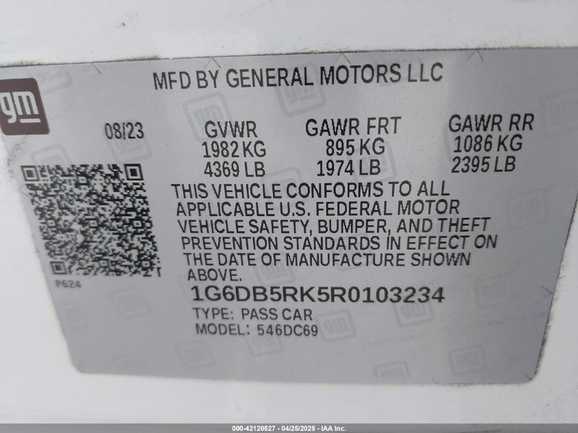 MFD BY GENERAL MOTORS LLC
gm
08/23
GVWR GAWR FRT GAWR RR
1982 KG 895 KG 1086 KG
4369 LB 1974 LB 2395 LB
THIS VEHICLE CONFORMS TO ALL
APPLICABLE U.S. FEDERAL MOTOR
VEHICLE SAFETY, BUMPER, AND THEFT
PREVENTION STANDARDS IN EFFECT ON
THE DATE OF MANUFACTURE SHOWN
ABOVE.
P624
1G6DB5RK5R0103234
TYPE: PASS CAR
MODEL: 546DC69
000-42120527 - 04/25/2025 - IAA Inc.